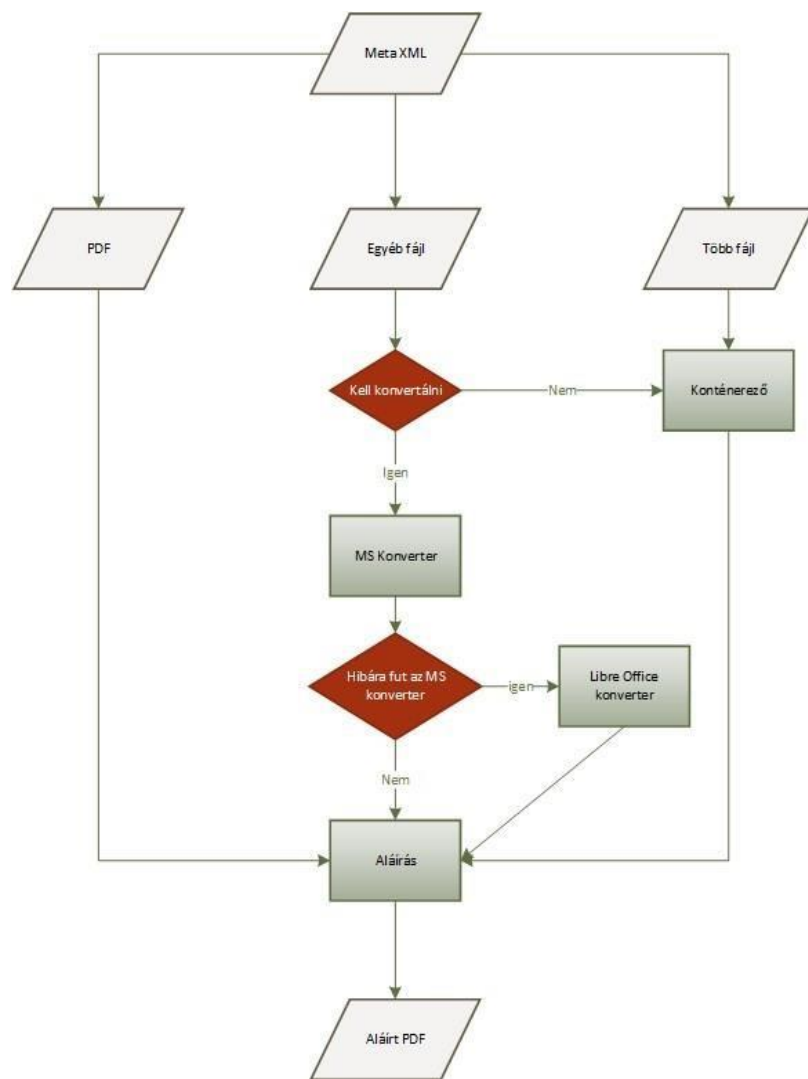 Meta XML
PDF
Egyéb fájl
Több fájl
Kell konvertálni
Nem
Konténerező
Igen
MS Konverter
Hibára fut az MS
konverter
igen
Libre Office
konverter
Nem
Aláírás
Aláírt PDF